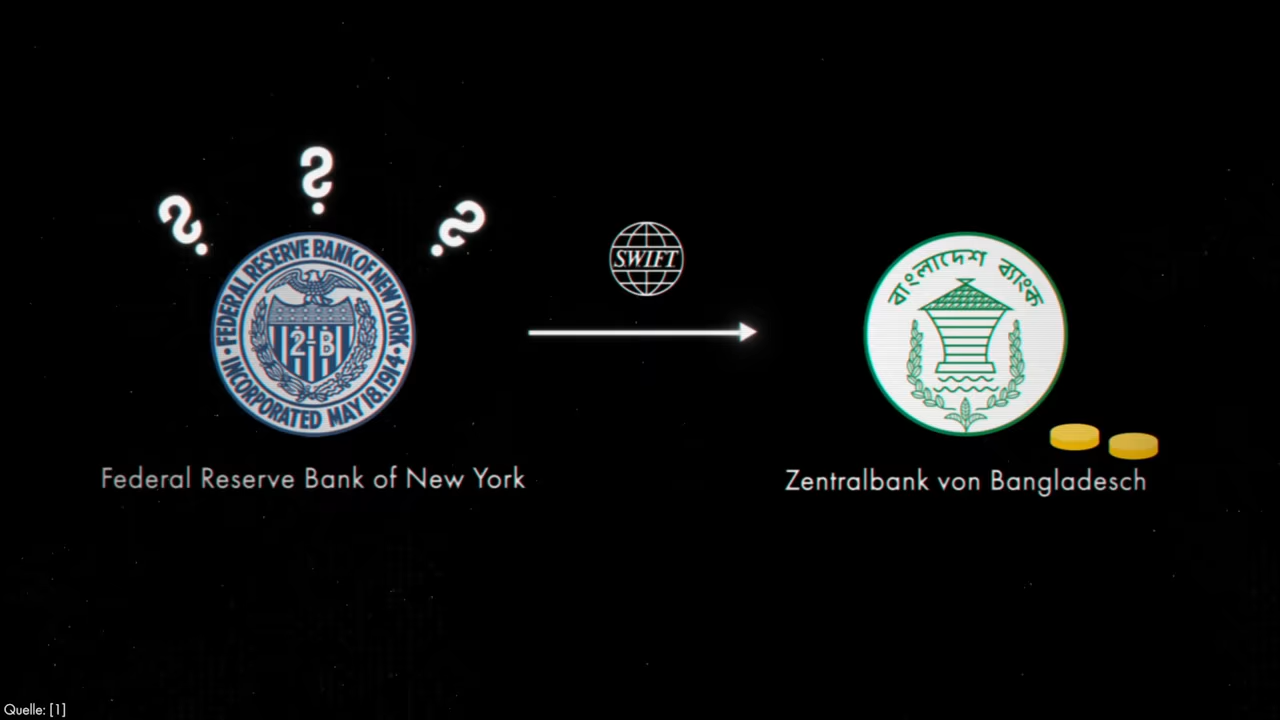 ? ? ?
FEDERAL RESERVE BANK OF NEW YORK
2-B
INCORPORATED MAY 18, 1914
SWIFT
বাংলাদেশ ব্যাংক
Federal Reserve Bank of New York
Zentralbank von Bangladesch
Quelle: [1]